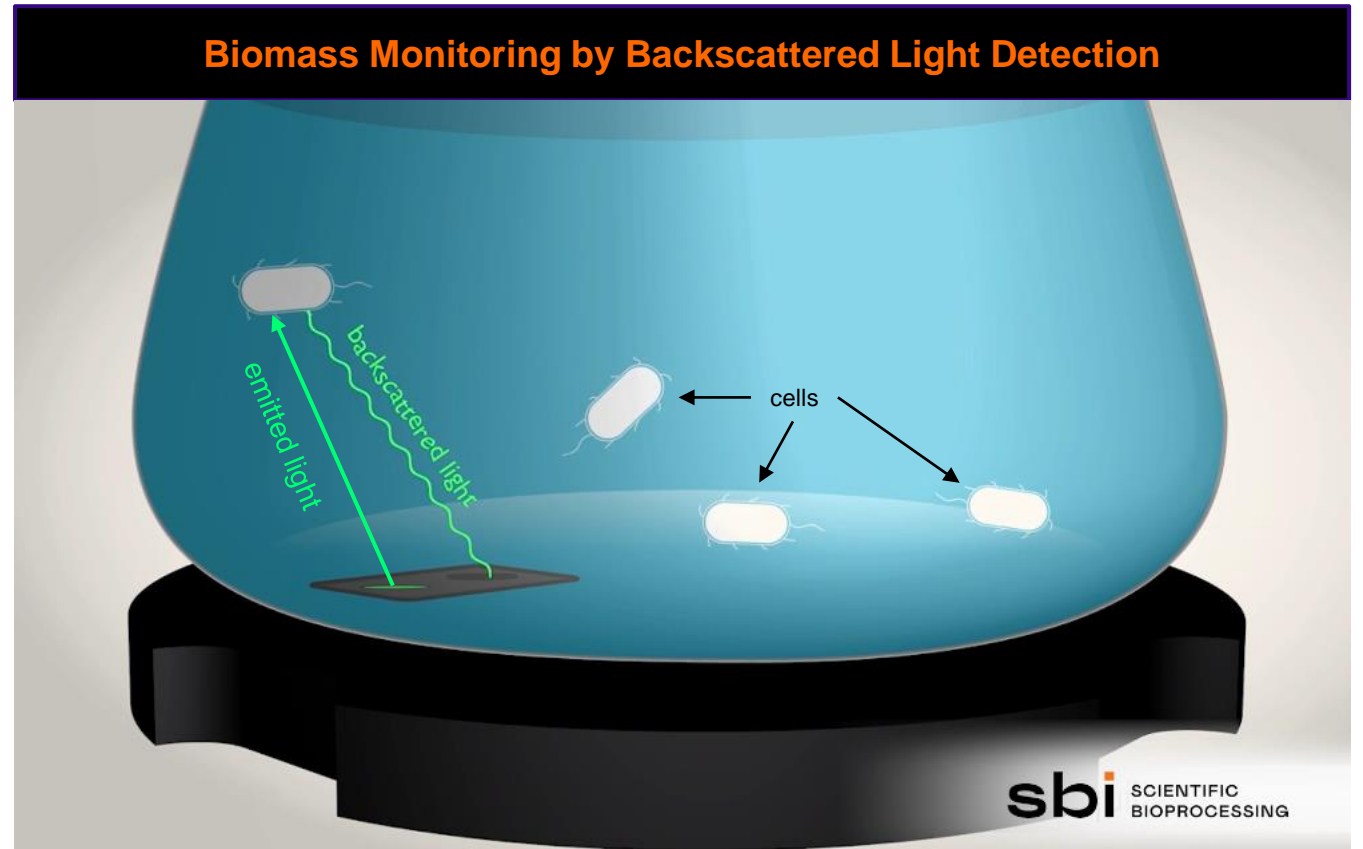 Biomass Monitoring by Backscattered Light Detection
emitted light
backscattered light
cells
sbi SCIENTIFIC
BIOPROCESSING